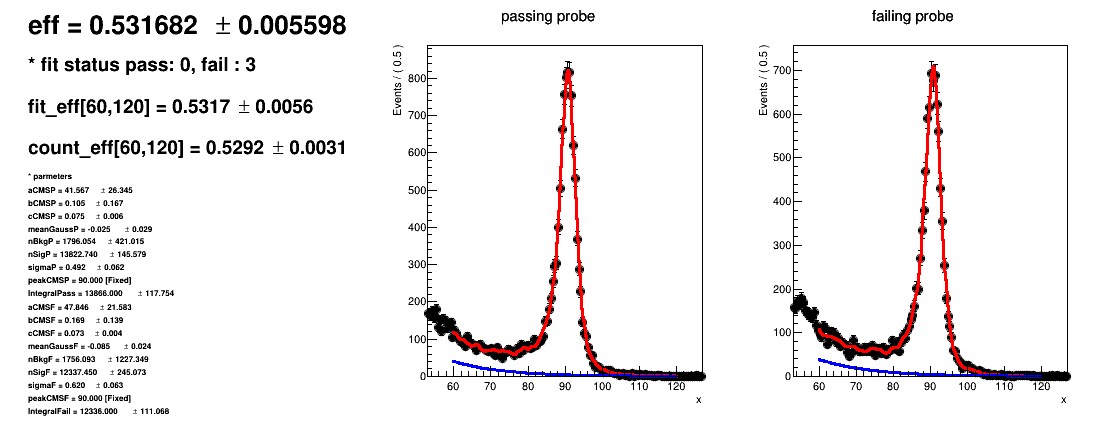 eff = 0.531682 ± 0.005598
* fit status pass: 0, fail : 3
fit_eff[60,120] = 0.5317 ± 0.0056
count_eff[60,120] = 0.5292 ± 0.0031
* parmeters
aCMSP = 41.567 ± 26.345
bCMSP = 0.105 ± 0.167
cCMSP = 0.075 ± 0.006
meanGaussP = -0.025 ± 0.029
nBkgP = 1796.054 ± 421.015
nSigP = 13822.740 ± 145.579
sigmaP = 0.492 ± 0.062
peakCMSP = 90.000 [Fixed]
IntegralPass = 13866.000 ± 117.754
aCMSF = 47.846 ± 21.583
bCMSF = 0.169 ± 0.139
cCMSF = 0.073 ± 0.004
meanGaussF = -0.085 ± 0.024
nBkgF = 1756.093 ± 1227.349
nSigF = 12337.450 ± 245.073
sigmaF = 0.620 ± 0.063
peakCMSF = 90.000 [Fixed]
IntegralFail = 12336.000 ± 111.068
passing probe
Events / ( 0.5 )
800
700
600
500
400
300
200
100
0
60 70 80 90 100 110 120
x
failing probe
Events / ( 0.5 )
700
600
500
400
300
200
100
0
60 70 80 90 100 110 120
x